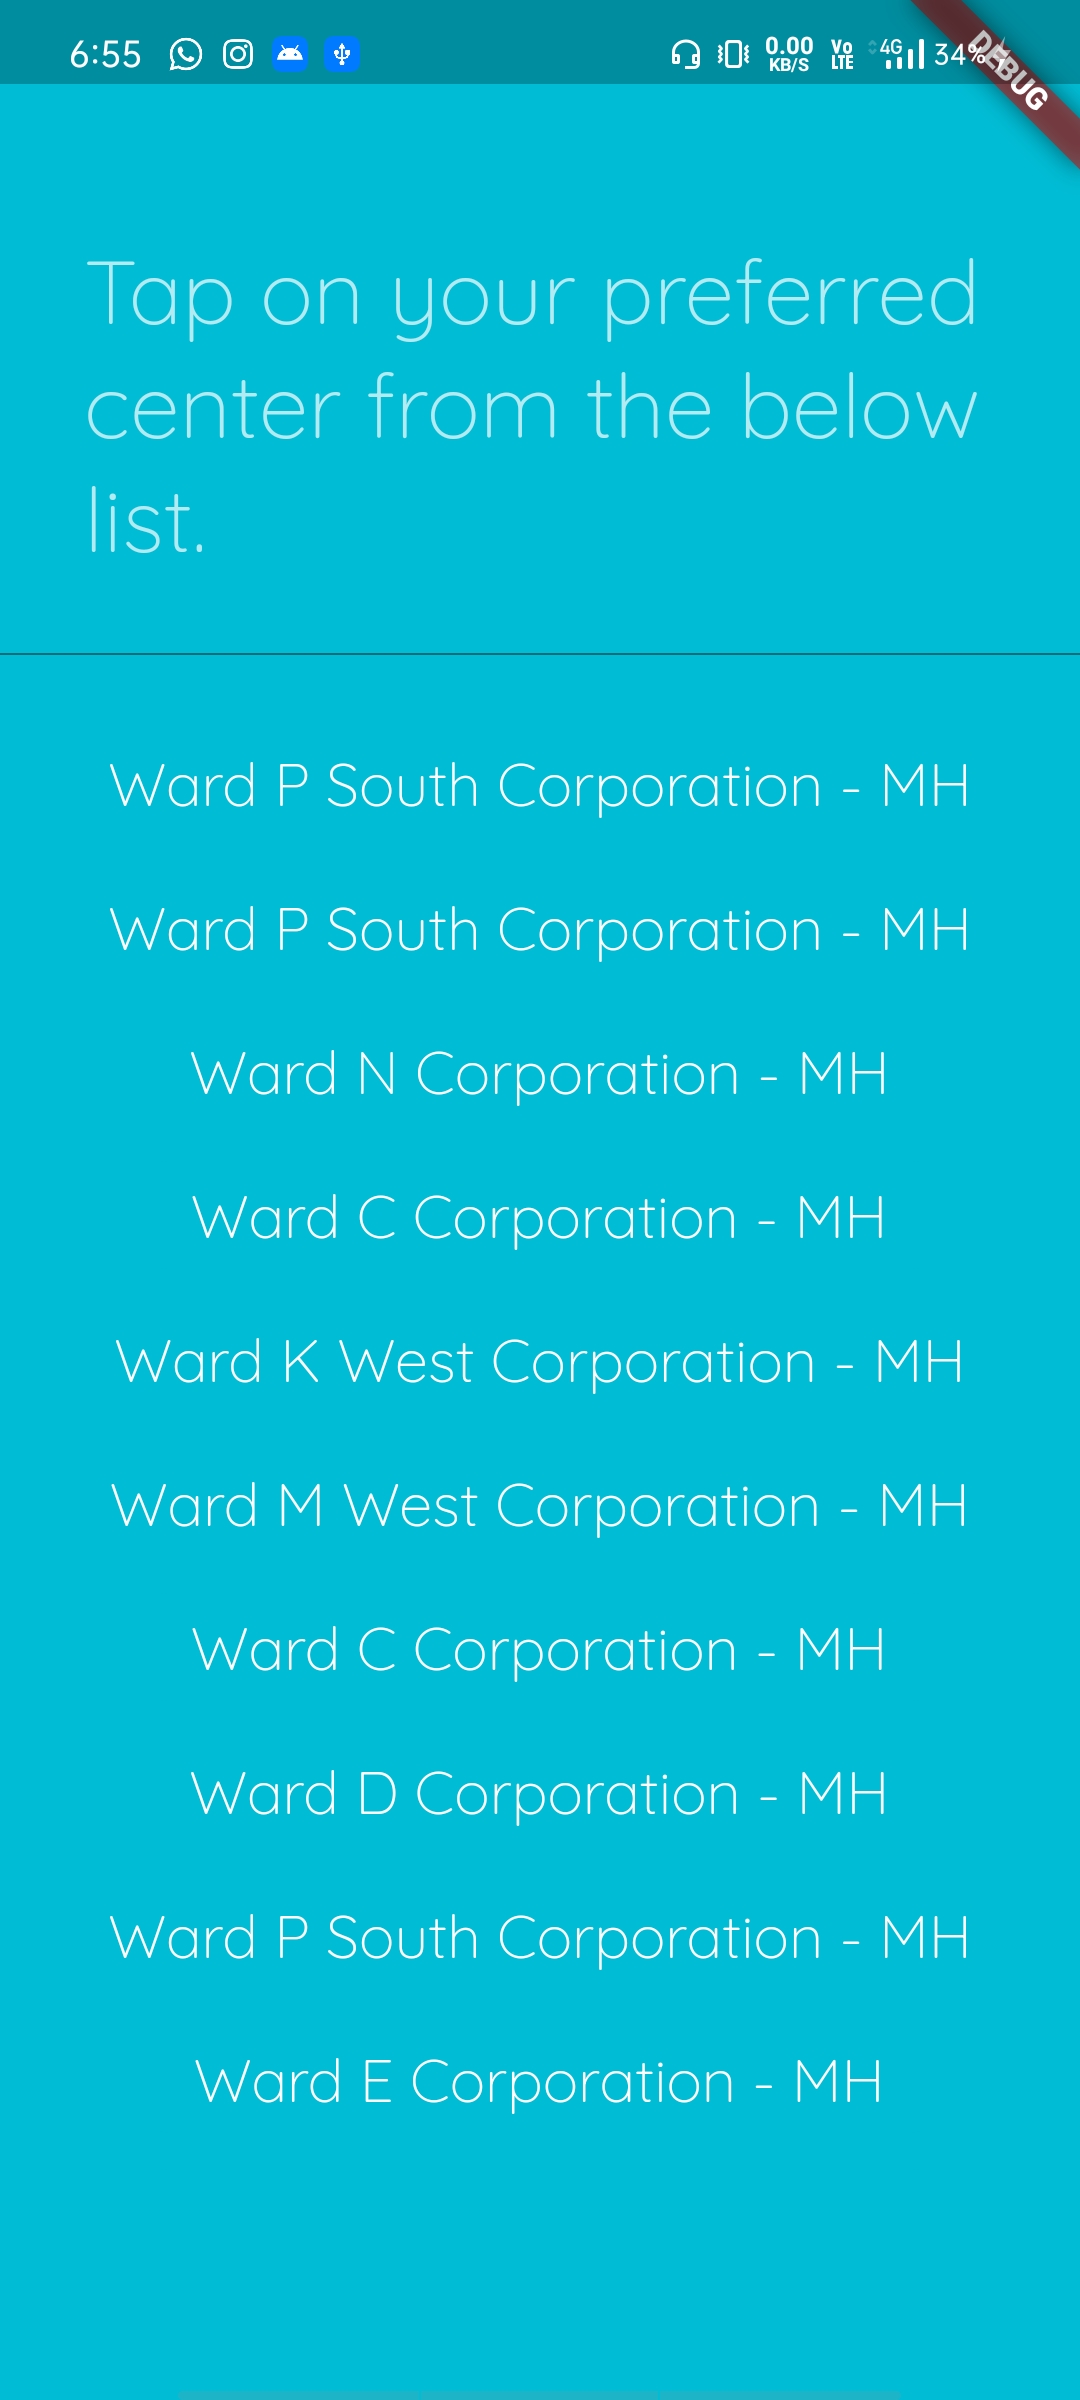 6:55
0.00
KB/S
Vo
LTE
4G
34%
DEBUG
Tap on your preferred
center from the below
list.
Ward P South Corporation - MH
Ward P South Corporation - MH
Ward N Corporation - MH
Ward C Corporation - MH
Ward K West Corporation - MH
Ward M West Corporation - MH
Ward C Corporation - MH
Ward D Corporation - MH
Ward P South Corporation - MH
Ward E Corporation - MH